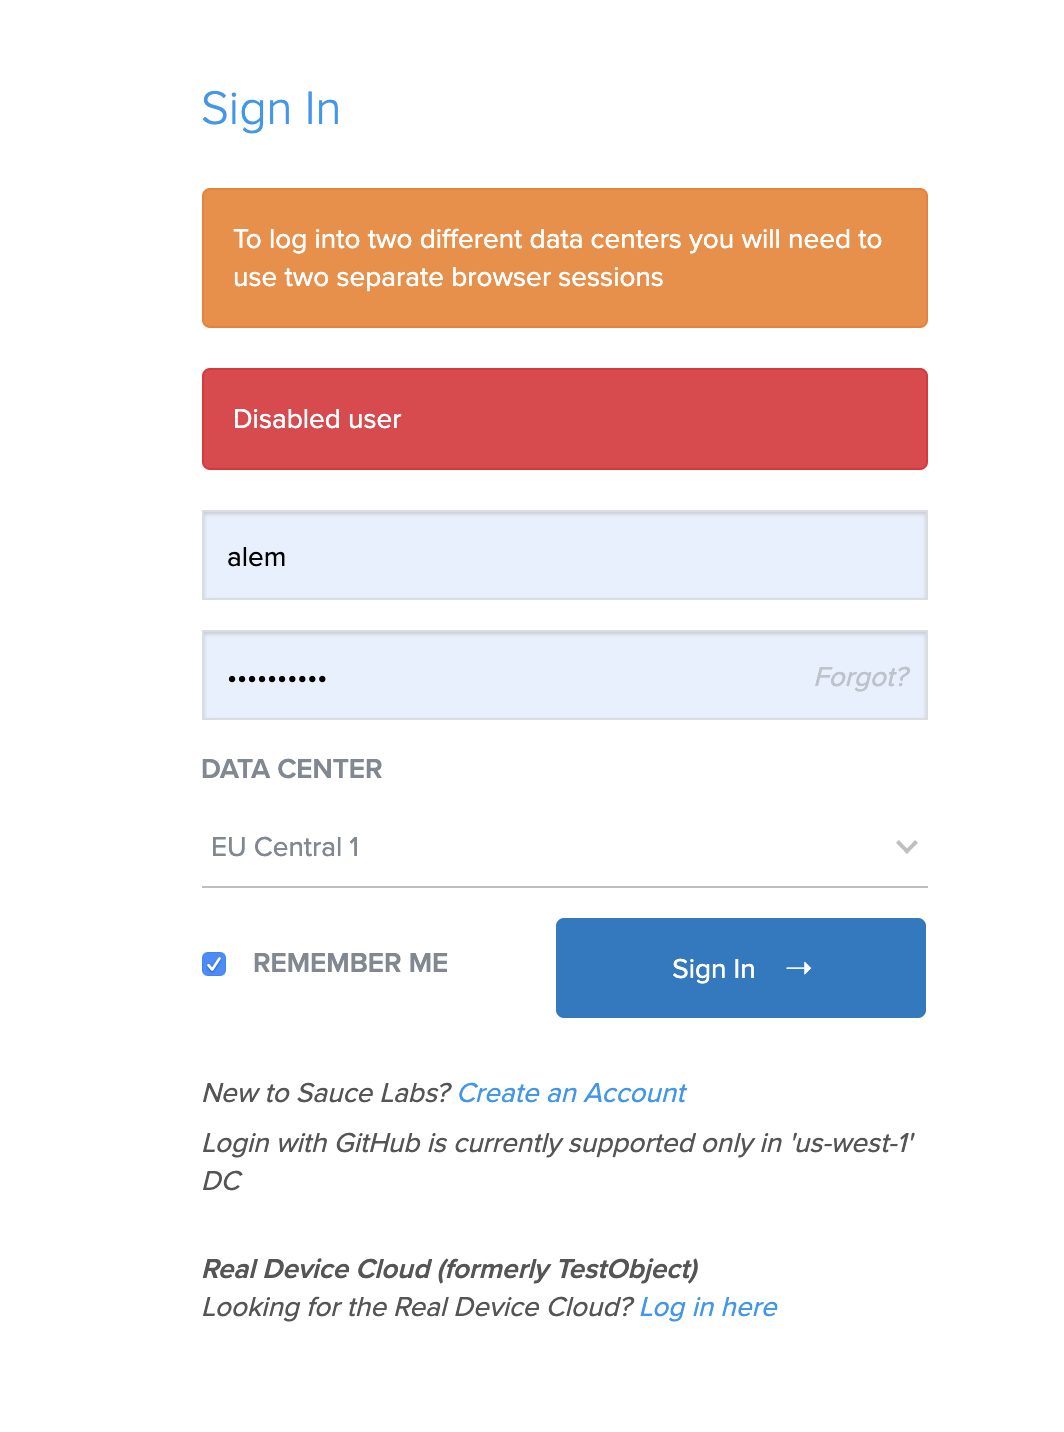 Sign In
To log into two different data centers you will need to
use two separate browser sessions
Disabled user
alem
••••••••••
Forgot?
DATA CENTER
EU Central 1
REMEMBER ME
Sign In →
New to Sauce Labs? Create an Account
Login with GitHub is currently supported only in 'us-west-1'
DC
Real Device Cloud (formerly TestObject)
Looking for the Real Device Cloud? Log in here